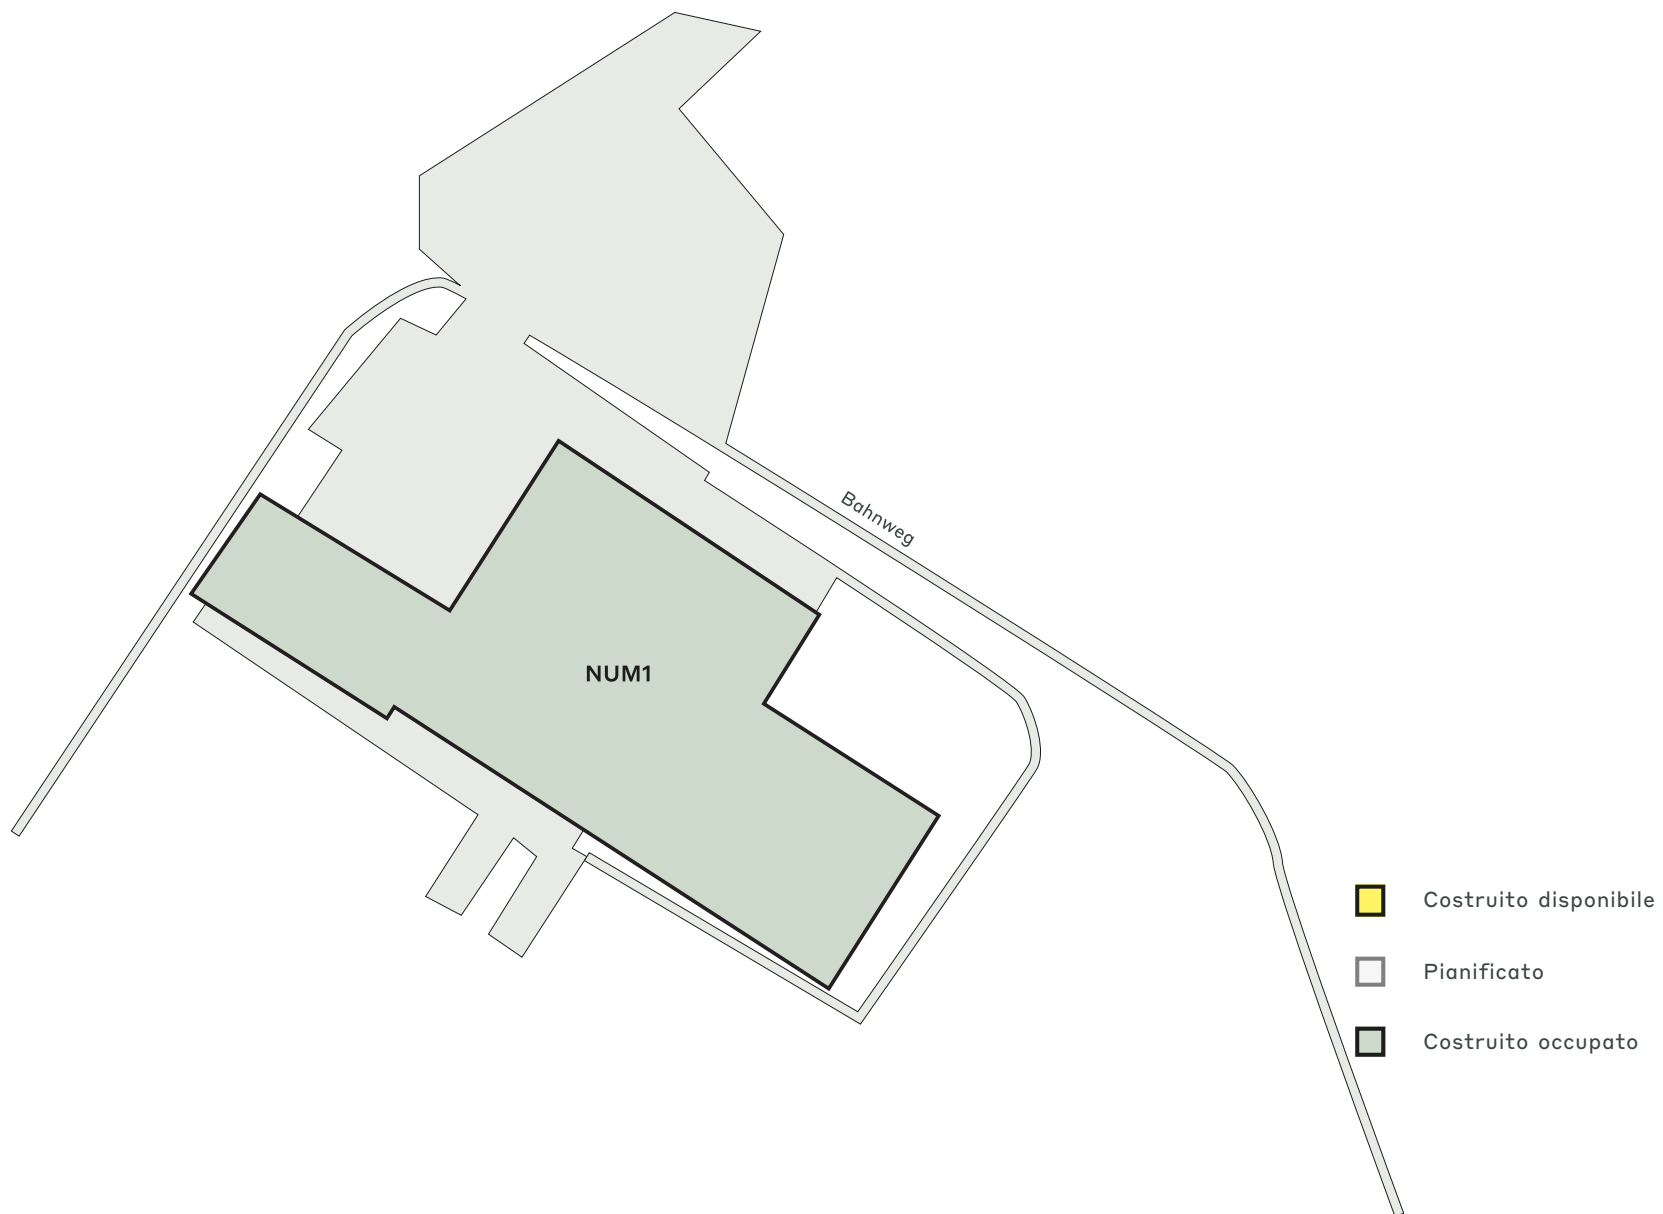 Bahnweg
NUM1
Costruito disponibile
Pianificato
Costruito occupato